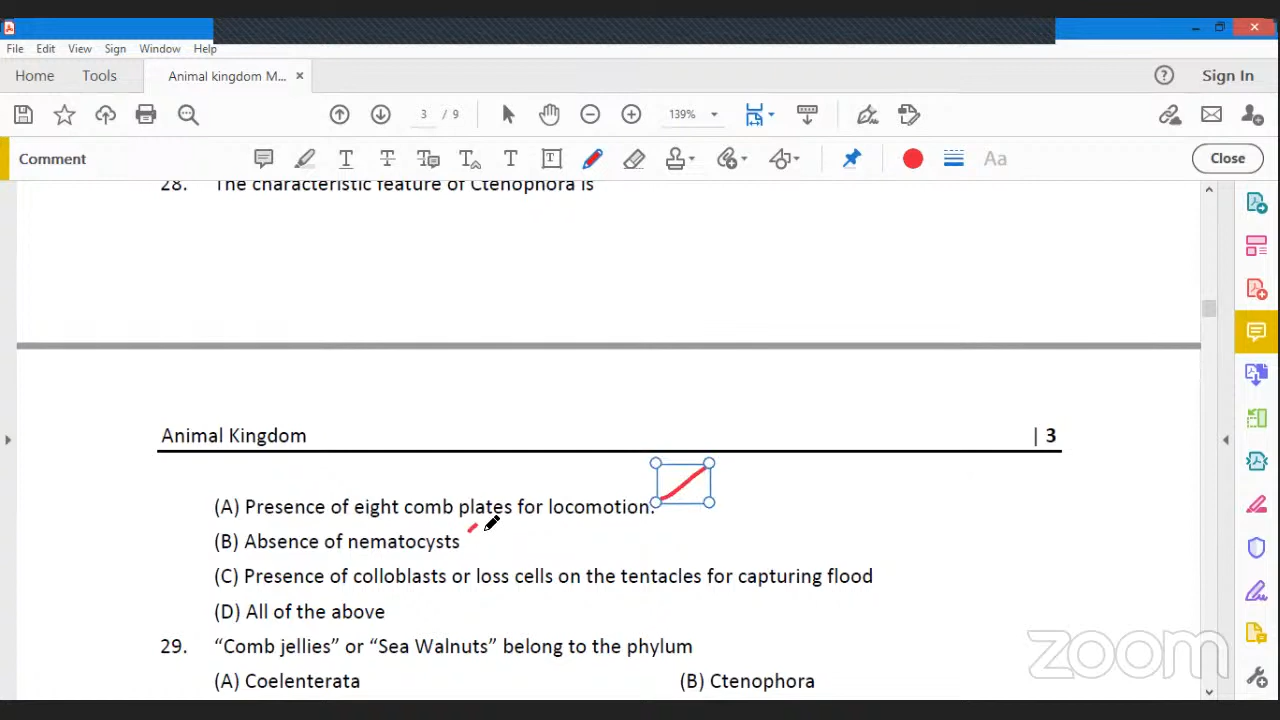 File Edit View Sign Window Help
Home Tools Animal kingdom M... × Sign In
3 / 9 139%
Comment Aa Close
28. The characteristic feature of Ctenophora is
Animal Kingdom | 3
(A) Presence of eight comb plates for locomotion.
(B) Absence of nematocysts
(C) Presence of colloblasts or loss cells on the tentacles for capturing flood
(D) All of the above
29. “Comb jellies” or “Sea Walnuts” belong to the phylum
(A) Coelenterata (B) Ctenophora
zoom